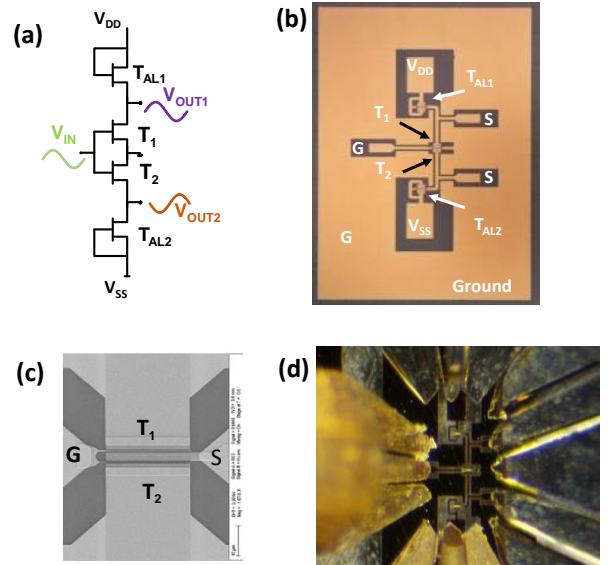 (a)
V_DD
T_AL1
V_OUT1
V_IN
T_1
T_2
V_OUT2
T_AL2
V_SS
(b)
V_DD
T_AL1
T_1
S
G
T_2
S
T_AL2
V_SS
G
Ground
(c)
T_1
G
S
T_2
(d)